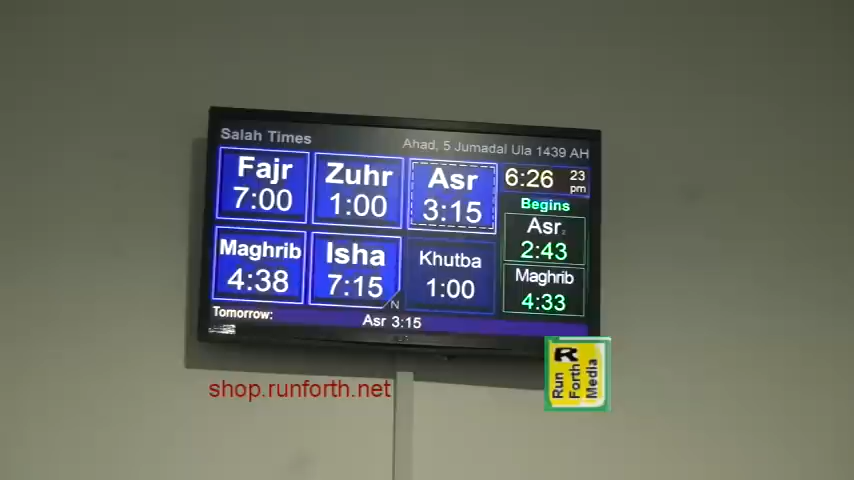 Salah Times
Ahad, 5 Jumadal Ula 1439 AH
Fajr
7:00
Zuhr
1:00
Asr
3:15
6:26 23 pm
Begins
Asr2
2:43
Maghrib
4:33
Maghrib
4:38
Isha
7:15
N
Khutba
1:00
Tomorrow:
Asr 3:15
shop.runforth.net
R
Run
Forth
Media